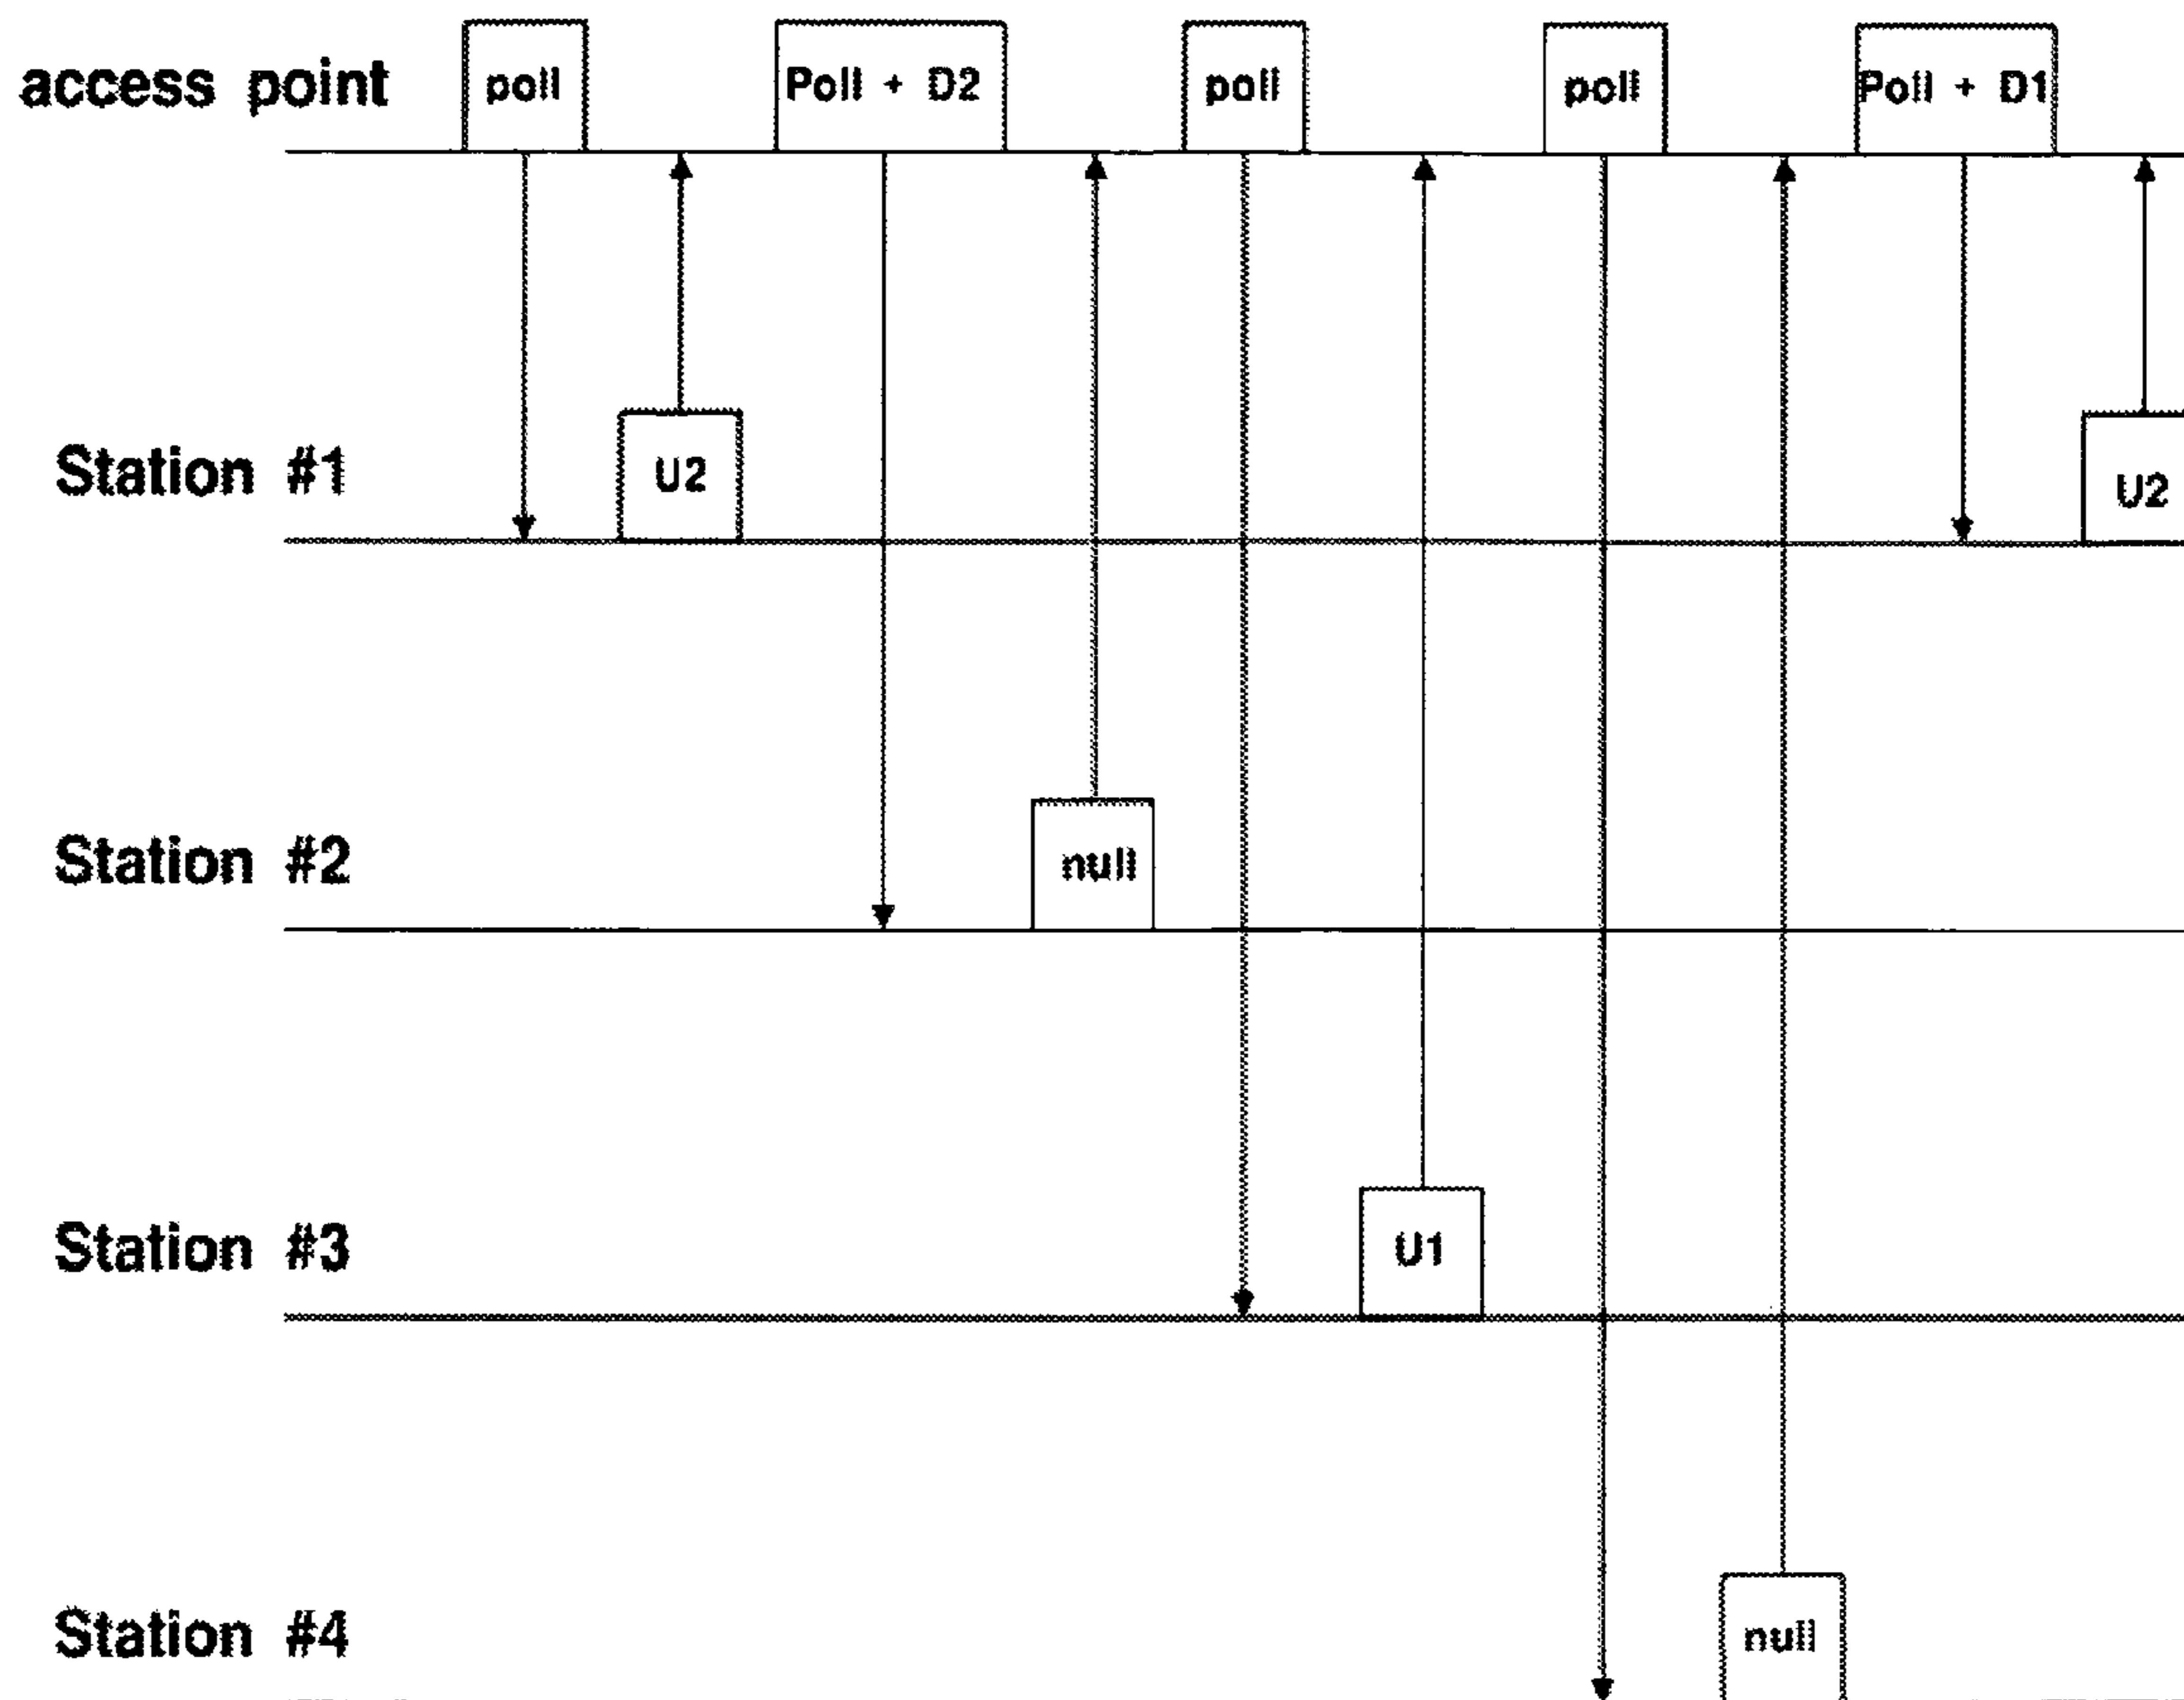 access point
poll
Poll + D2
poll
poll
Poll + D1
Station #1
U2
U2
Station #2
null
Station #3
U1
Station #4
null